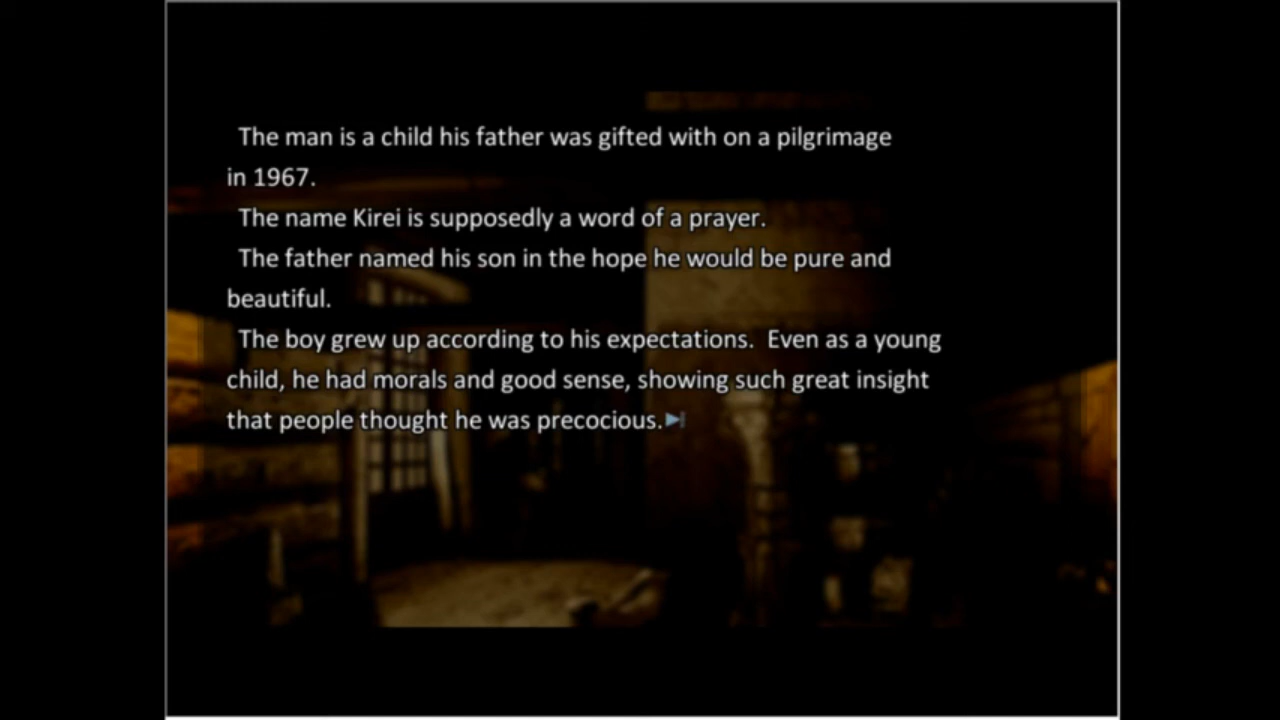 The man is a child his father was gifted with on a pilgrimage
in 1967.
The name Kirei is supposedly a word of a prayer.
The father named his son in the hope he would be pure and
beautiful.
The boy grew up according to his expectations.  Even as a young
child, he had morals and good sense, showing such great insight
that people thought he was precocious.